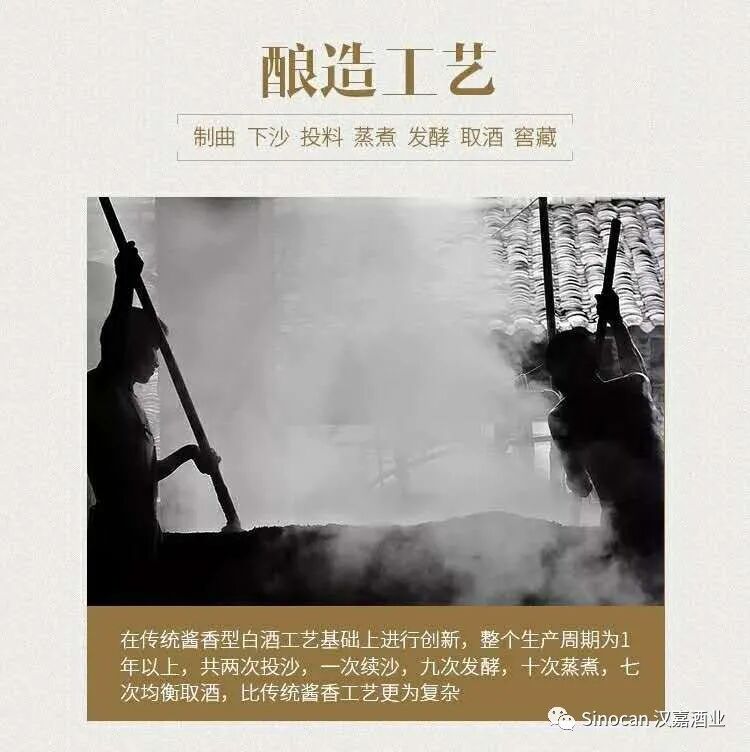 酿造工艺
制曲 下沙 投料 蒸煮 发酵 取酒 窖藏
在传统酱香型白酒工艺基础上进行创新，整个生产周期为1
年以上，共两次投沙，一次续沙，九次发酵，十次蒸煮，七
次均衡取酒，比传统酱香工艺更为复杂
Sinocan 汉嘉酒业